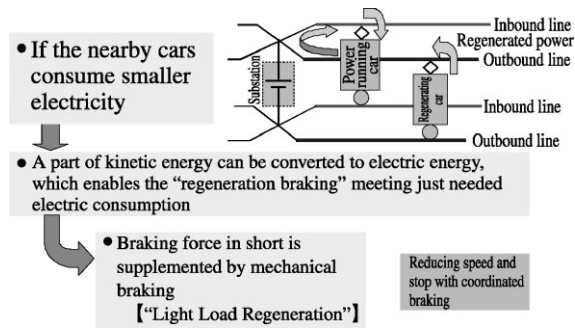 ● If the nearby cars
consume smaller
electricity
Inbound line
Regenerated power
Outbound line
Substation
Power
running
car
Regenerating
car
Inbound line
Outbound line
● A part of kinetic energy can be converted to electric energy,
which enables the “regeneration braking” meeting just needed
electric consumption
● Braking force in short is
supplemented by mechanical
braking
【“Light Load Regeneration”】
Reducing speed and
stop with coordinated
braking